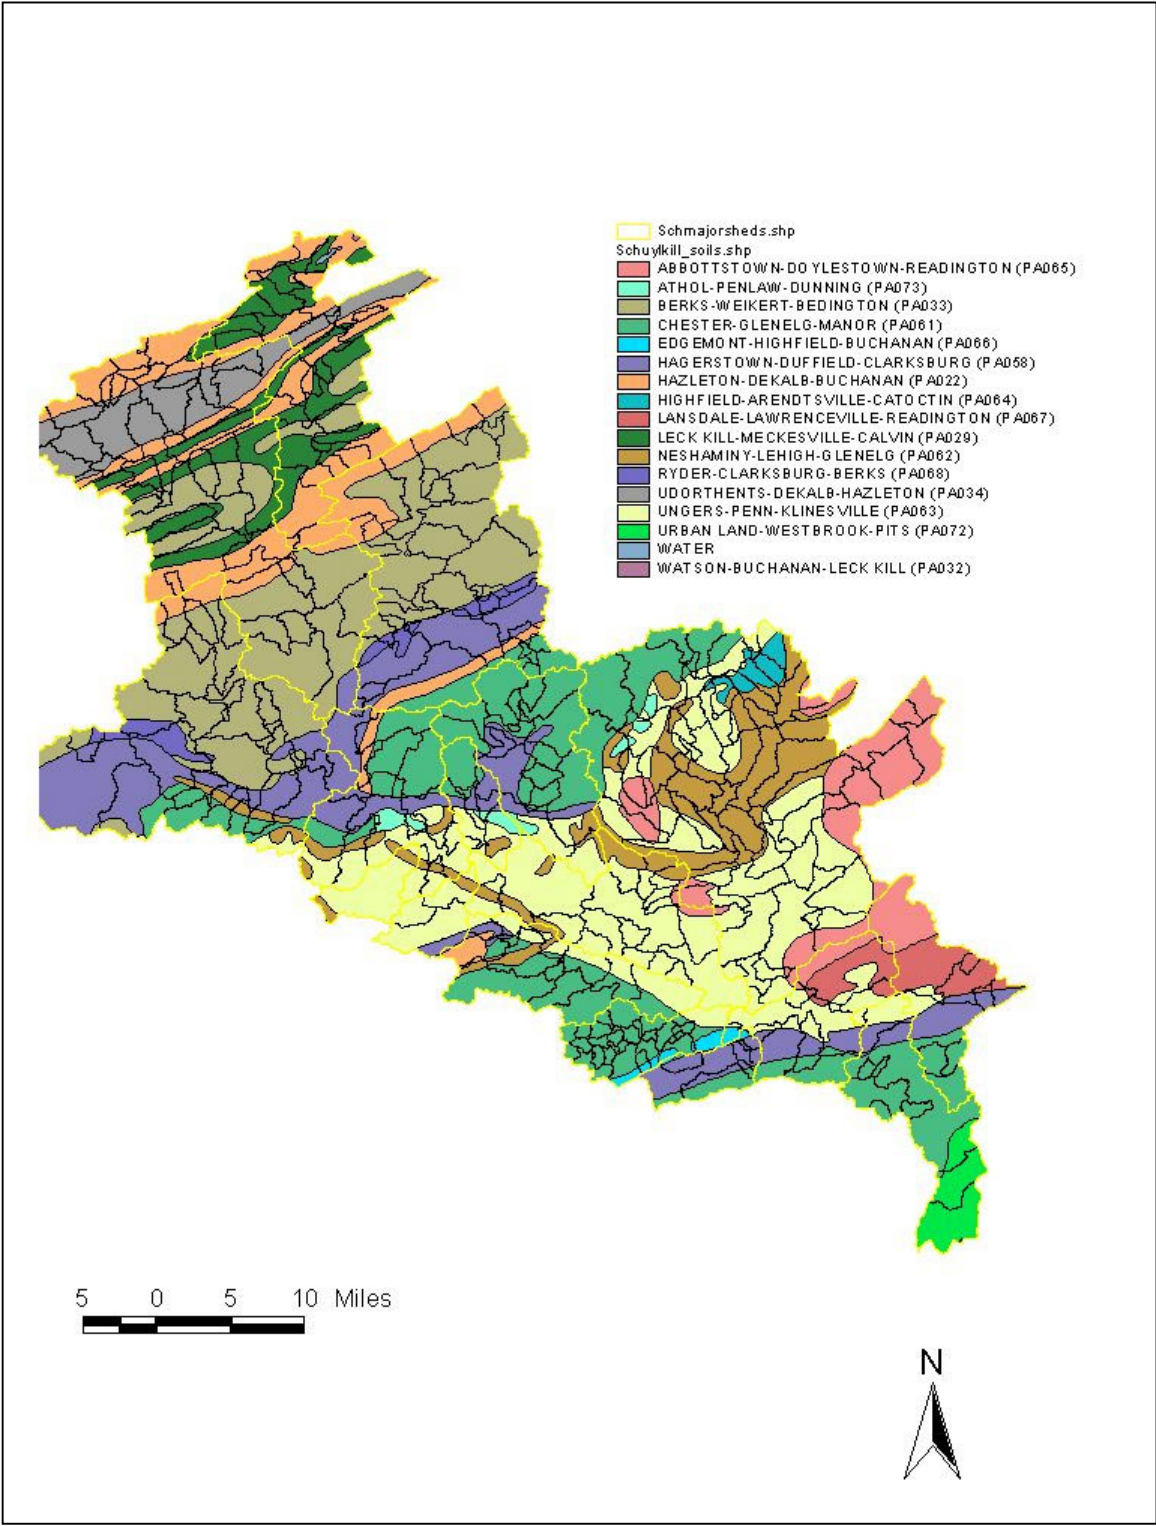 Schmajorsheds.shp
Schuylkill_soils.shp
ABBOTTSTOWN-DOYLESTOWN-READINGTON (PA065)
ATHOL-PENLAW-DUNNING (PA073)
BERKS-WEIKERT-BEDINGTON (PA033)
CHESTER-GLENELG-MANOR (PA061)
EDGEMONT-HIGHFIELD-BUCHANAN (PA066)
HAGERSTOWN-DUFFIELD-CLARKSBURG (PA058)
HAZLETON-DEKALB-BUCHANAN (PA022)
HIGHFIELD-ARENDTSVILLE-CATOCTIN (PA064)
LANSDALE-LAWRENCEVILLE-READINGTON (PA067)
LECK KILL-MECKESVILLE-CALVIN (PA029)
NESHAMINY-LEHIGH-GLENELG (PA062)
RYDER-CLARKSBURG-BERKS (PA068)
UDORTHENTS-DEKALB-HAZLETON (PA034)
UNGERS-PENN-KLINESVILLE (PA063)
URBAN LAND-WESTBROOK-PITS (PA072)
WATER
WATSON-BUCHANAN-LECK KILL (PA032)
5 0 5 10 Miles
N